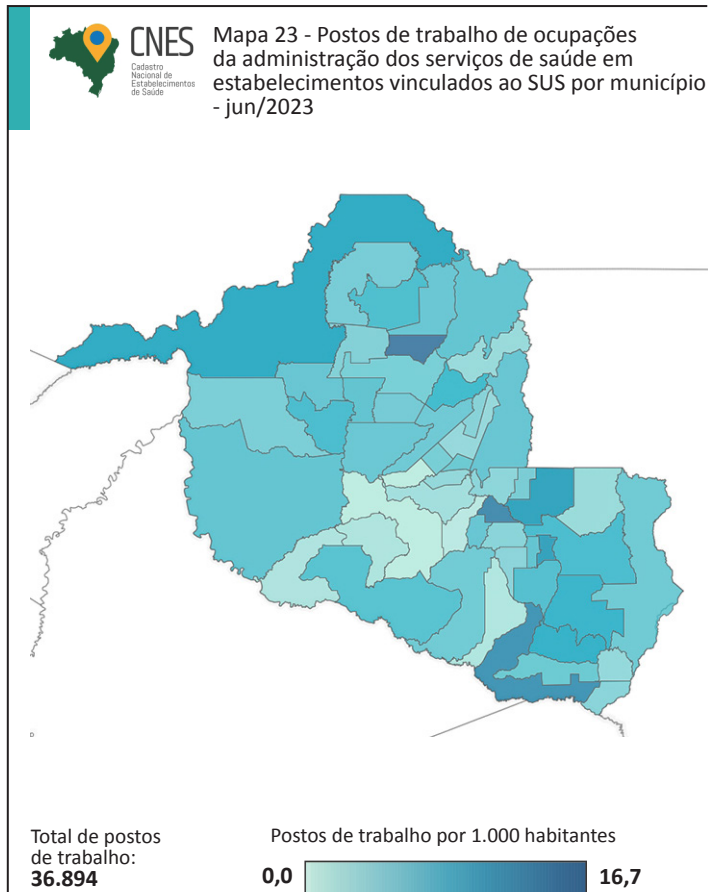 CNES
Cadastro
Nacional de
Estabelecimentos
de Saúde
Mapa 23 - Postos de trabalho de ocupações
da administração dos serviços de saúde em
estabelecimentos vinculados ao SUS por município
- jun/2023
Total de postos
de trabalho:
36.894
Postos de trabalho por 1.000 habitantes
0,0
16,7